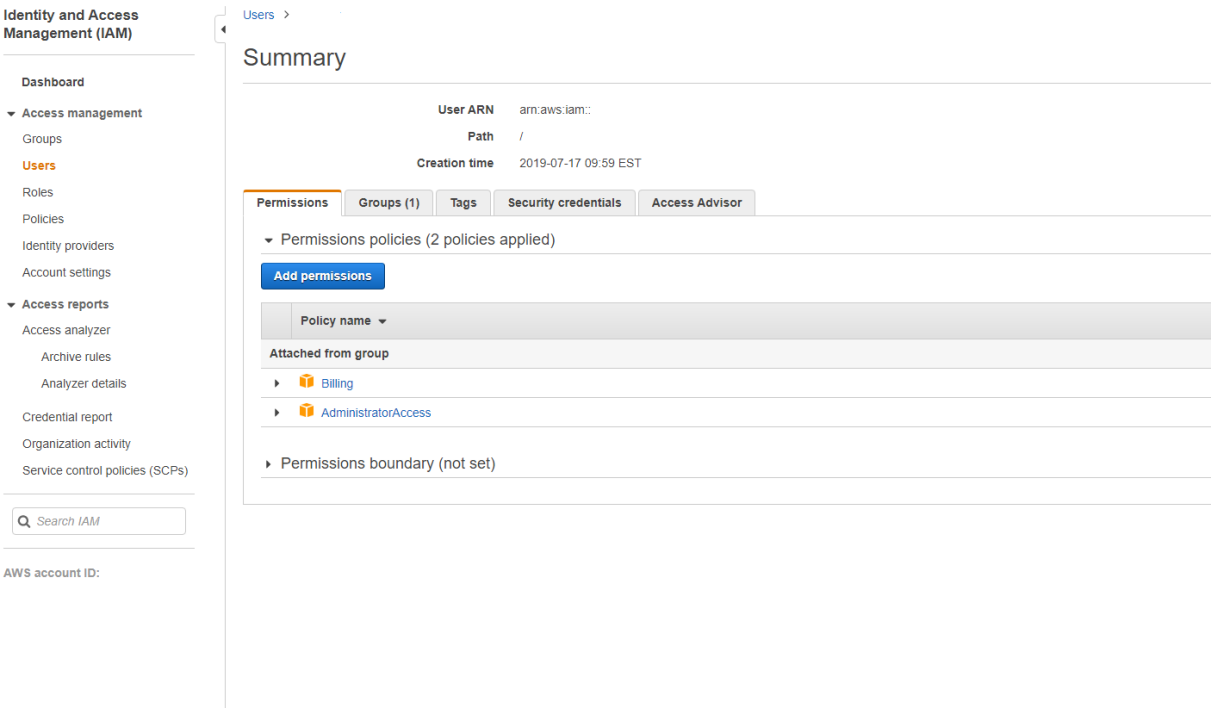 Identity and Access
Management (IAM)
Dashboard
Access management
Groups
Users
Roles
Policies
Identity providers
Account settings
Access reports
Access analyzer
Archive rules
Analyzer details
Credential report
Organization activity
Service control policies (SCPs)
Search IAM
AWS account ID:
Users >
Summary
User ARN arn:aws:iam::
Path /
Creation time 2019-07-17 09:59 EST
Permissions Groups (1) Tags Security credentials Access Advisor
Permissions policies (2 policies applied)
Add permissions
Policy name
Attached from group
Billing
AdministratorAccess
Permissions boundary (not set)